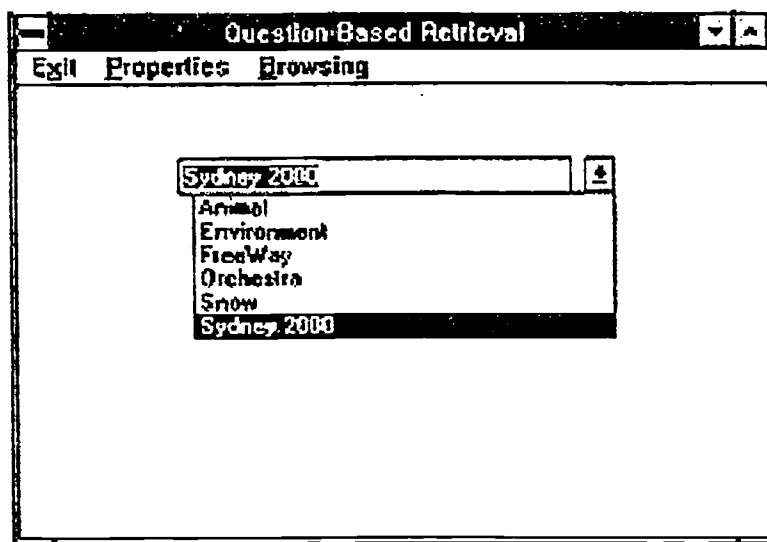 Question-Based Retrieval
Exit Properties Browsing
Sydney 2000
Animal
Environment
FreeWay
Orchestra
Snow
Sydney 2000